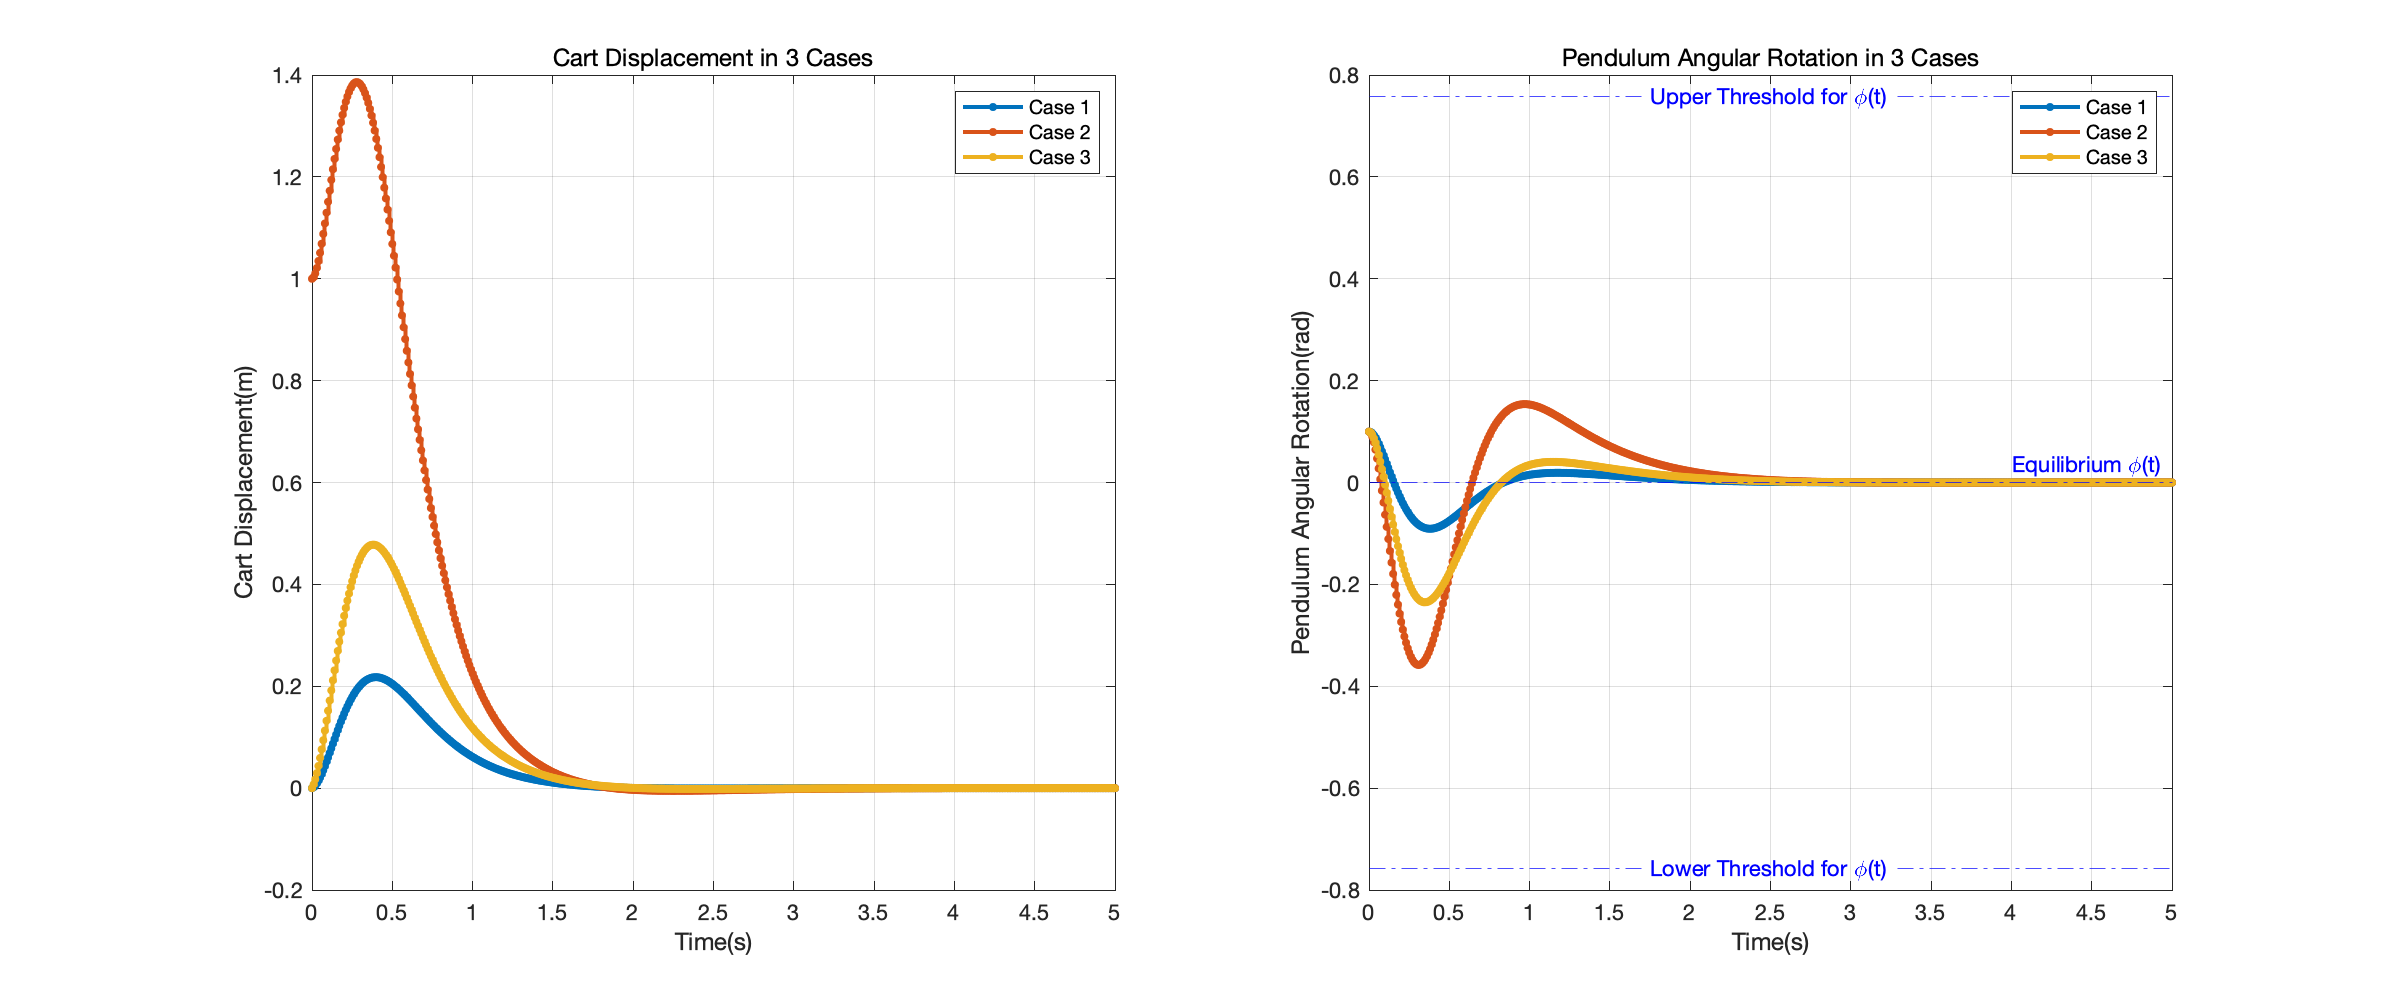 Cart Displacement in 3 Cases
1.4
1.2
1
0.8
0.6
0.4
0.2
0
-0.2
Cart Displacement(m)
0 0.5 1 1.5 2 2.5 3 3.5 4 4.5 5
Time(s)
Case 1
Case 2
Case 3
Pendulum Angular Rotation in 3 Cases
0.8
0.6
0.4
0.2
0
-0.2
-0.4
-0.6
-0.8
Pendulum Angular Rotation(rad)
0 0.5 1 1.5 2 2.5 3 3.5 4 4.5 5
Time(s)
Upper Threshold for ϕ(t)
Case 1
Case 2
Case 3
Equilibrium ϕ(t)
Lower Threshold for ϕ(t)